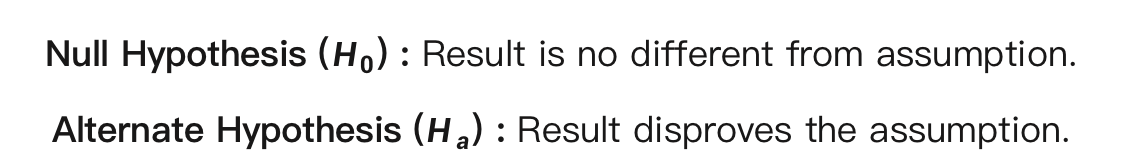 Null Hypothesis (H₀) : Result is no different from assumption.
Alternate Hypothesis (Hₐ) : Result disproves the assumption.